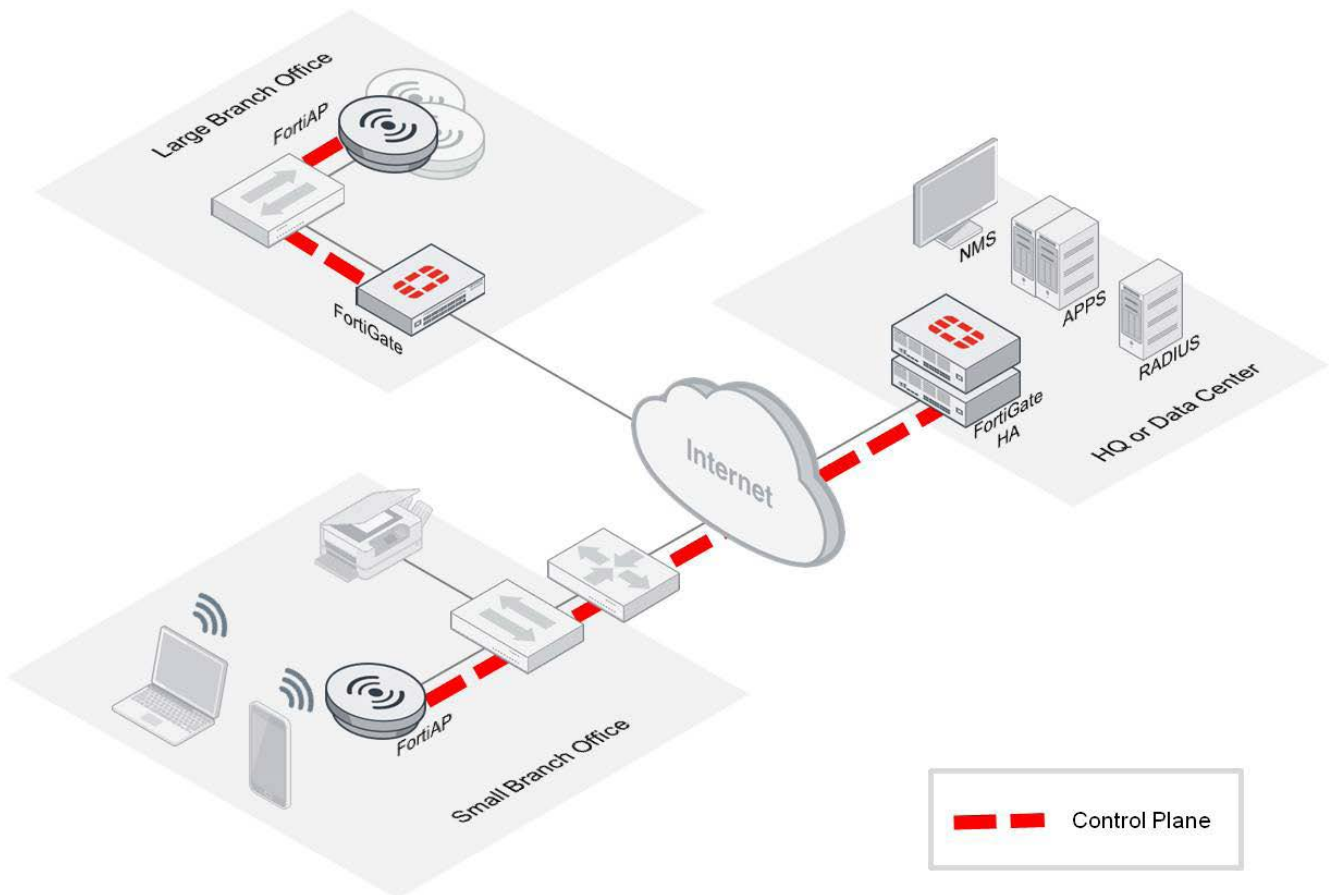 Large Branch Office
FortiAP
FortiGate
NMS
APPS
RADIUS
FortiGate
HA
HQ or Data Center
Internet
FortiAP
Small Branch Office
Control Plane